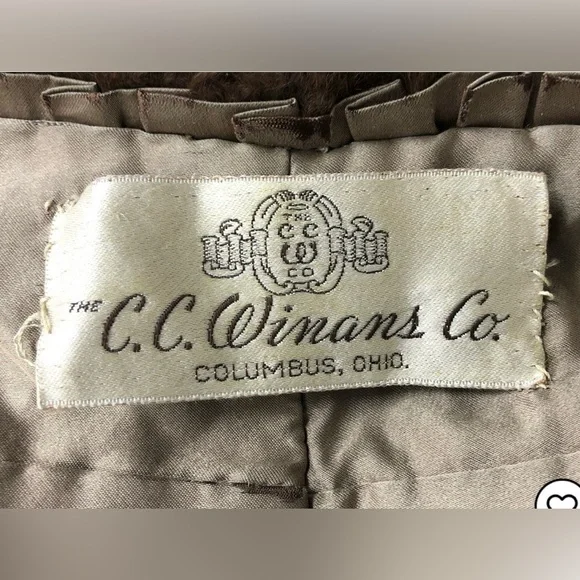 THE
C C
W
CO
THE C.C. Winans Co.
COLUMBUS, OHIO.